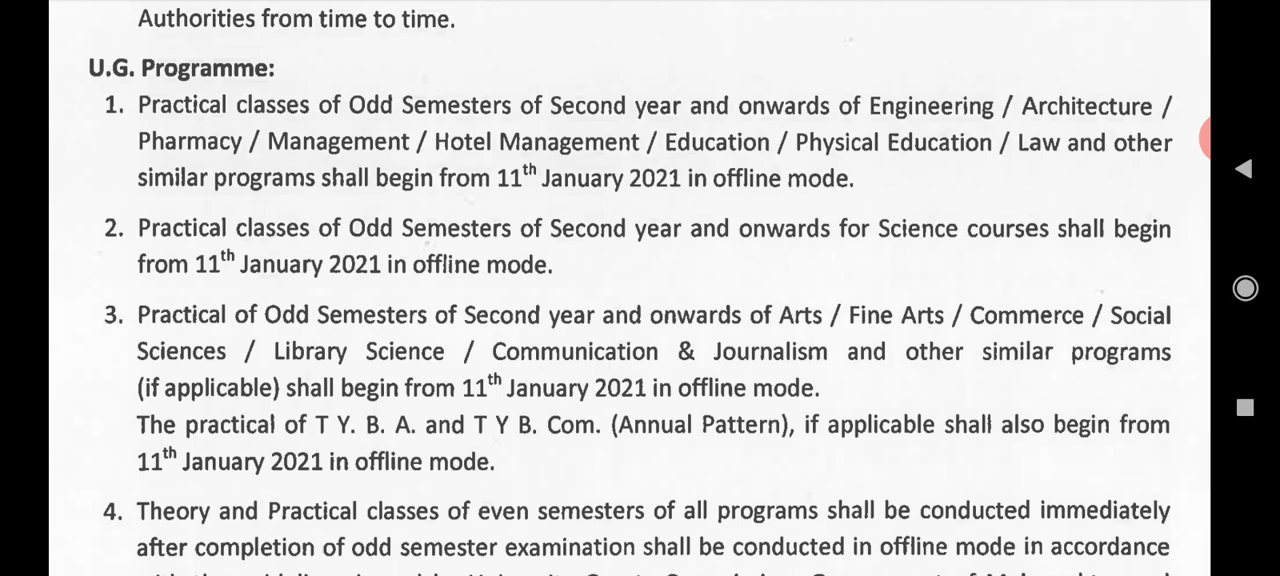 Authorities from time to time.
U.G. Programme:
1. Practical classes of Odd Semesters of Second year and onwards of Engineering / Architecture /
Pharmacy / Management / Hotel Management / Education / Physical Education / Law and other
similar programs shall begin from 11th January 2021 in offline mode.
2. Practical classes of Odd Semesters of Second year and onwards for Science courses shall begin
from 11th January 2021 in offline mode.
3. Practical of Odd Semesters of Second year and onwards of Arts / Fine Arts / Commerce / Social
Sciences / Library Science / Communication & Journalism and other similar programs
(if applicable) shall begin from 11th January 2021 in offline mode.
The practical of T Y. B. A. and T Y B. Com. (Annual Pattern), if applicable shall also begin from
11th January 2021 in offline mode.
4. Theory and Practical classes of even semesters of all programs shall be conducted immediately
after completion of odd semester examination shall be conducted in offline mode in accordance